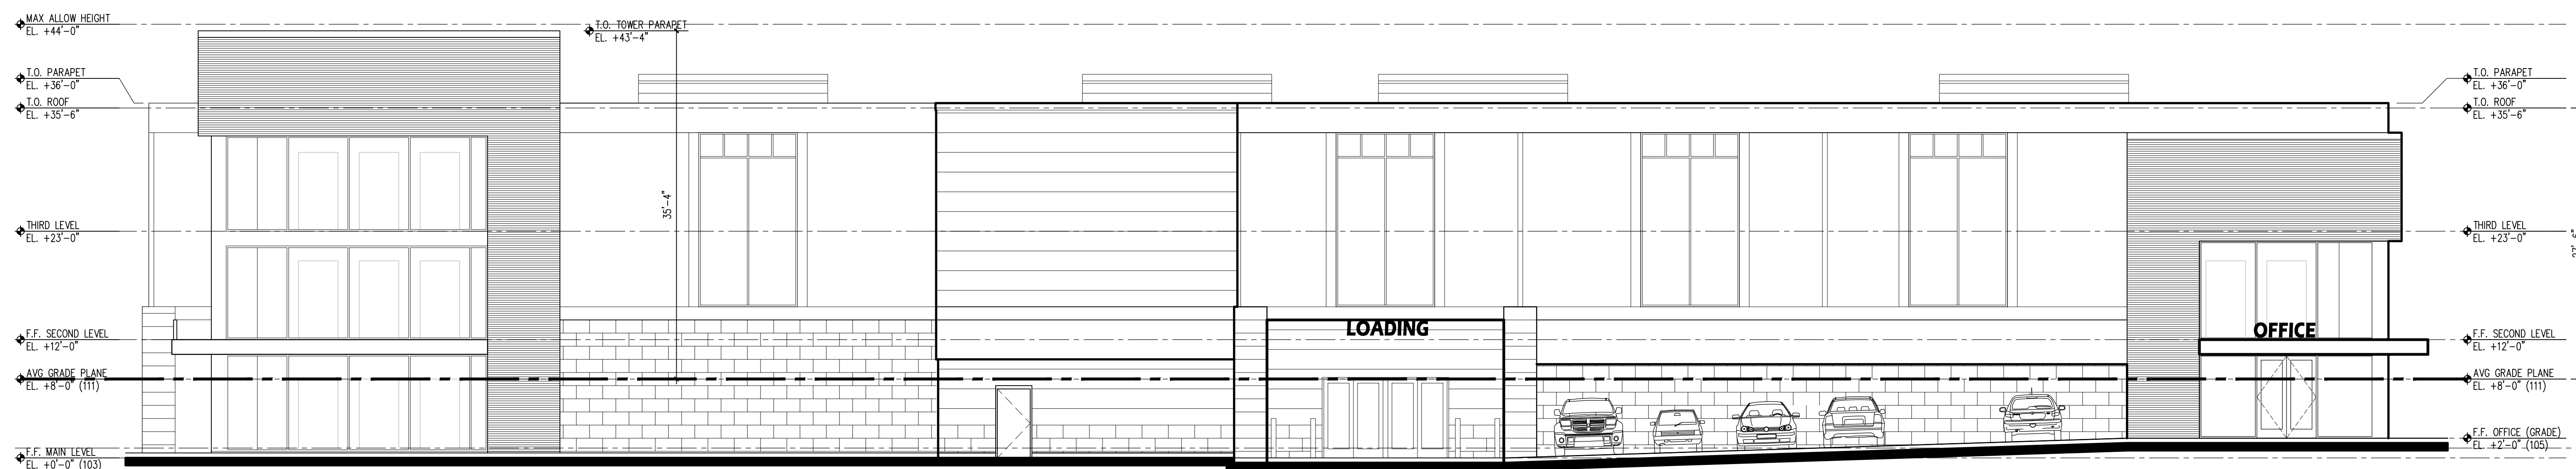 MAX ALLOW HEIGHT
EL. +44'-0"
T.O. PARAPET
EL. +36'-0"
T.O. ROOF
EL. +35'-6"
THIRD LEVEL
EL. +23'-0"
F.F. SECOND LEVEL
EL. +12'-0"
AVG GRADE PLANE
EL. +8'-0" (111)
F.F. MAIN LEVEL
EL. +0'-0" (103)
T.O. TOWER PARAPET
EL. +43'-4"
35'-4"
LOADING
OFFICE
T.O. PARAPET
EL. +36'-0"
T.O. ROOF
EL. +35'-6"
THIRD LEVEL
EL. +23'-0"
F.F. SECOND LEVEL
EL. +12'-0"
AVG GRADE PLANE
EL. +8'-0" (111)
F.F. OFFICE (GRADE)
EL. +2'-0" (105)